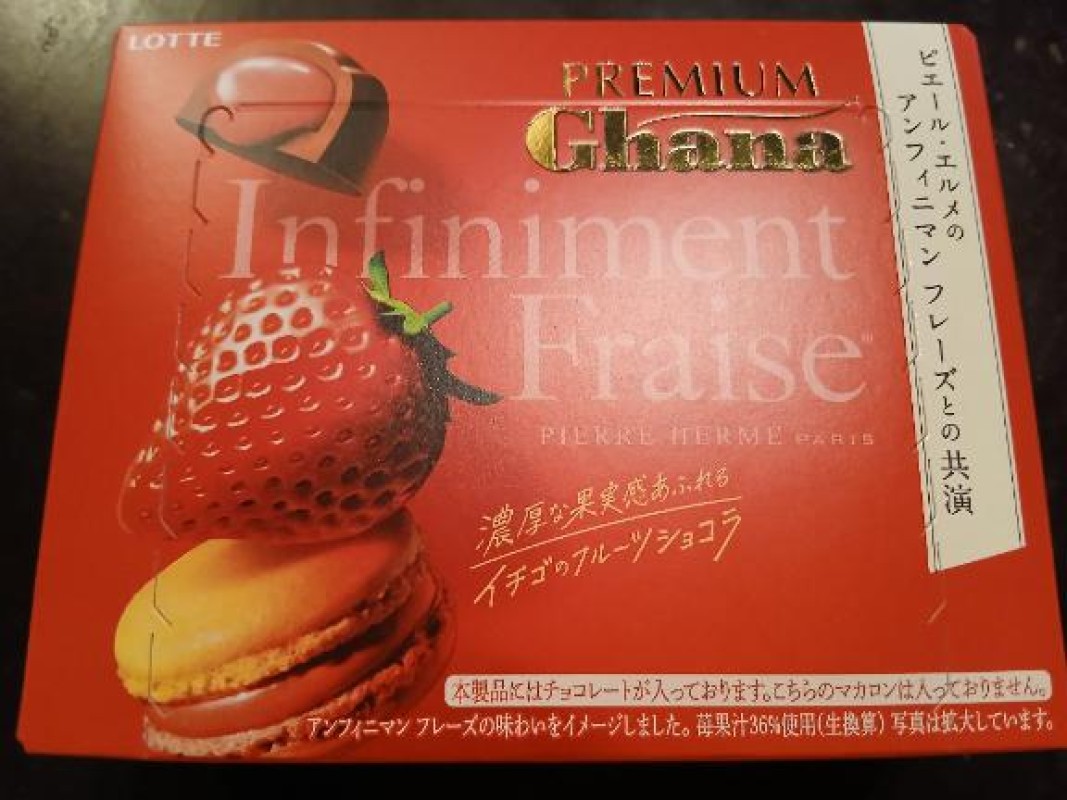 LOTTE
PREMIUM
Ghana
Infiniment
Fraise
PIERRE HERMÉ PARIS
濃厚な果実感あふれる
イチゴのフルーツショコラ
ピエール・エルメの
アンフィニマン フレーズとの共演
本製品にはチョコレートが入っております。こちらのマカロンは入っておりません。
アンフィニマン フレーズの味わいをイメージしました。苺果汁36%使用(生換算) 写真は拡大しています。